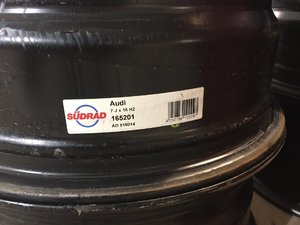 SÜDRAD
Audi
7 J x 16 H2
165201
AD 516014